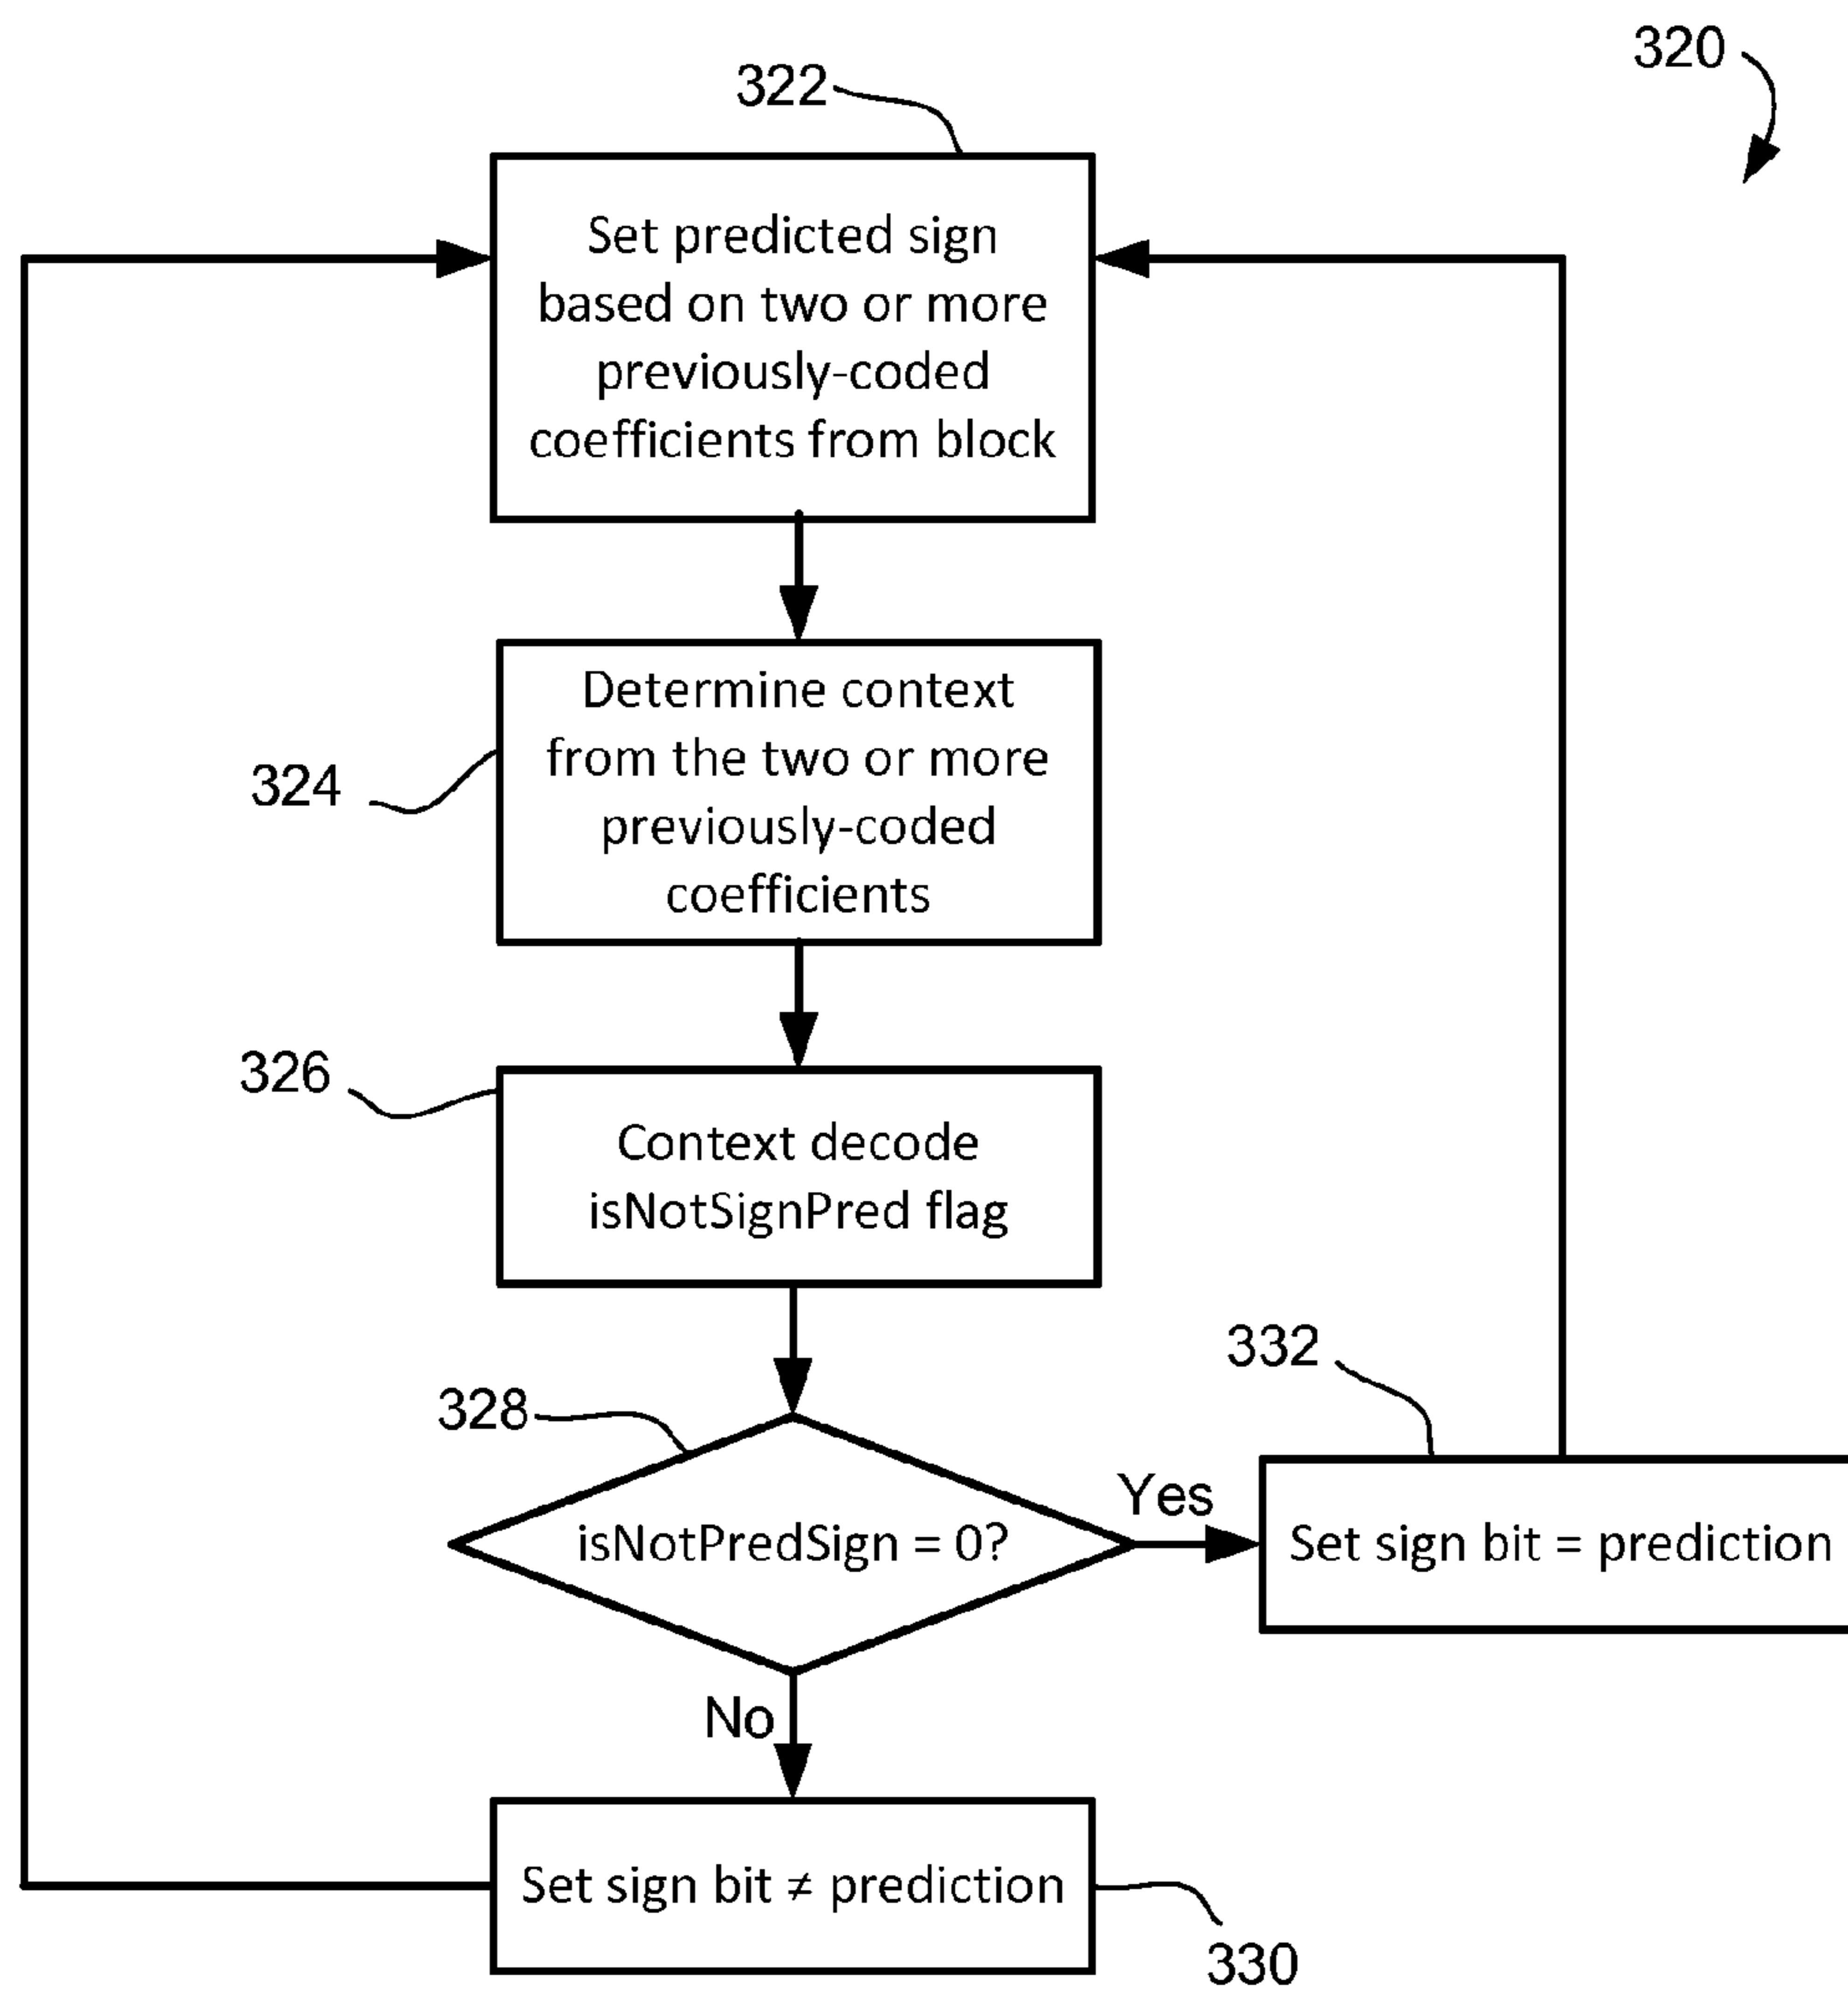 320
322
Set predicted sign
based on two or more
previously-coded
coefficients from block
324
Determine context
from the two or more
previously-coded
coefficients
326
Context decode
isNotSignPred flag
328
isNotPredSign = 0?
Yes
332
Set sign bit = prediction
No
Set sign bit ≠ prediction
330